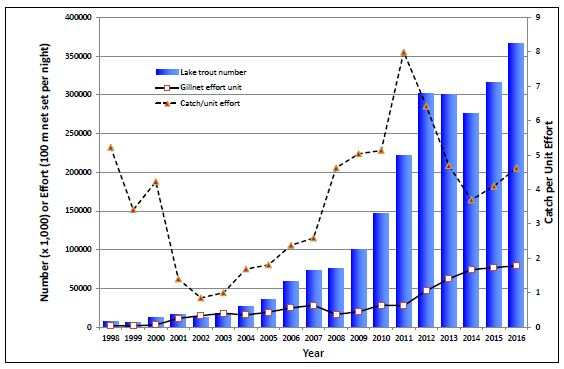 400000
350000
300000
250000
200000
150000
100000
50000
0
Number (x 1,000) or Effort (100 m net set per night)
Lake trout number
Gillnet effort unit
Catch/unit effort
9
8
7
6
5
4
3
2
1
0
Catch per Unit Effort
1998 1999 2000 2001 2002 2003 2004 2005 2006 2007 2008 2009 2010 2011 2012 2013 2014 2015 2016
Year